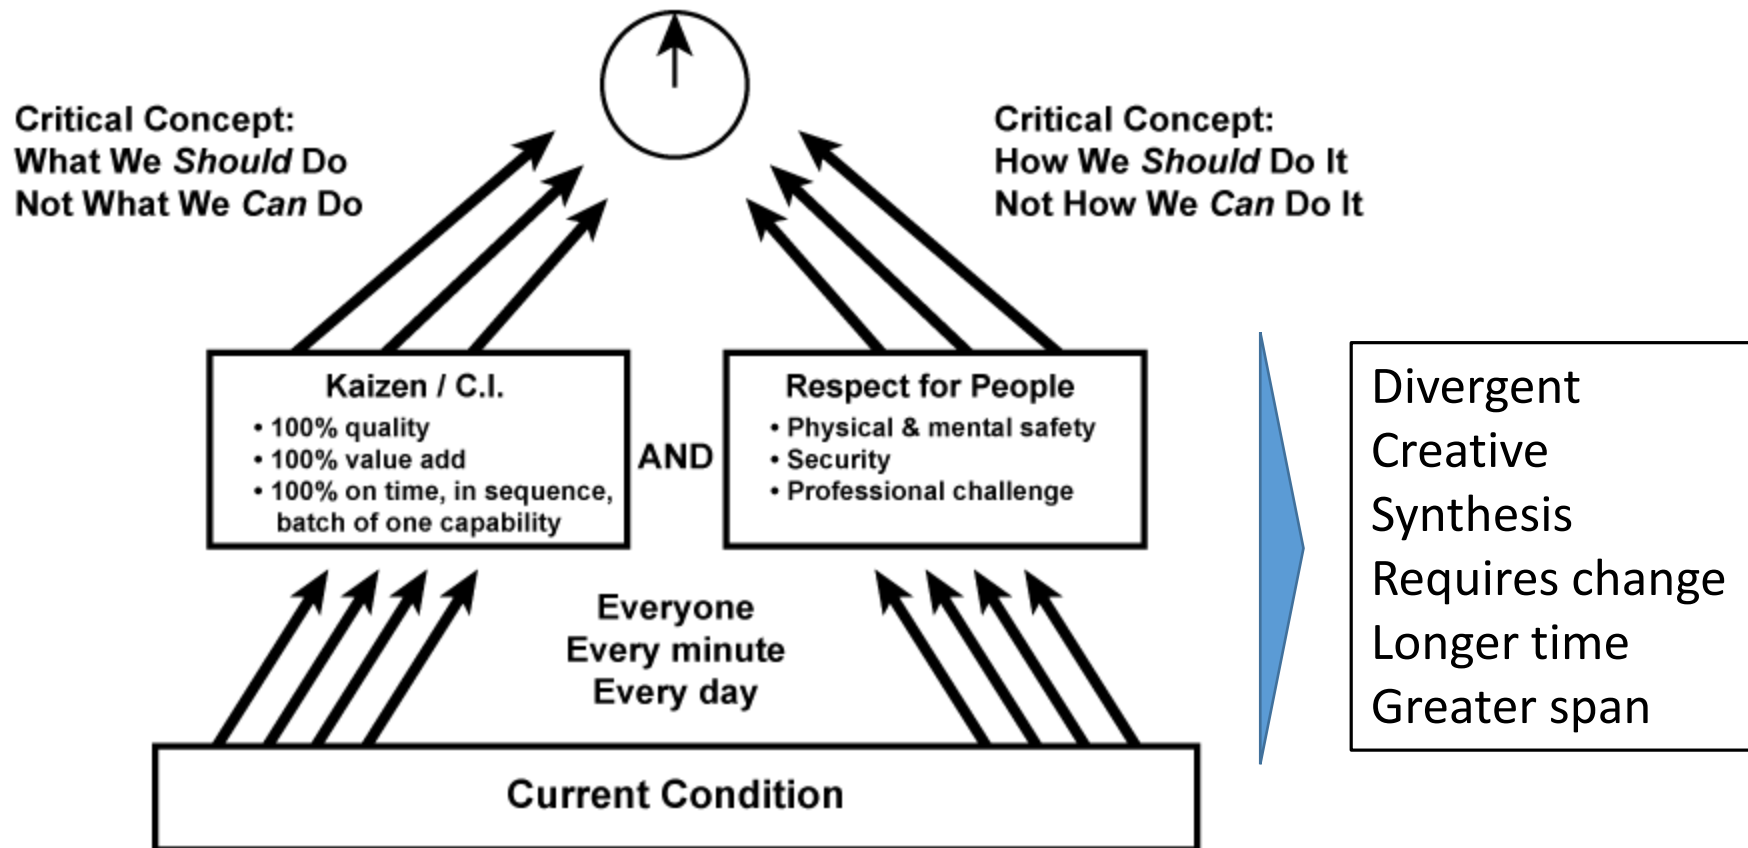 Critical Concept:
What We Should Do
Not What We Can Do
Critical Concept:
How We Should Do It
Not How We Can Do It
Kaizen / C.I.
• 100% quality
• 100% value add
• 100% on time, in sequence,
batch of one capability
AND
Respect for People
• Physical & mental safety
• Security
• Professional challenge
Everyone
Every minute
Every day
Current Condition
Divergent
Creative
Synthesis
Requires change
Longer time
Greater span